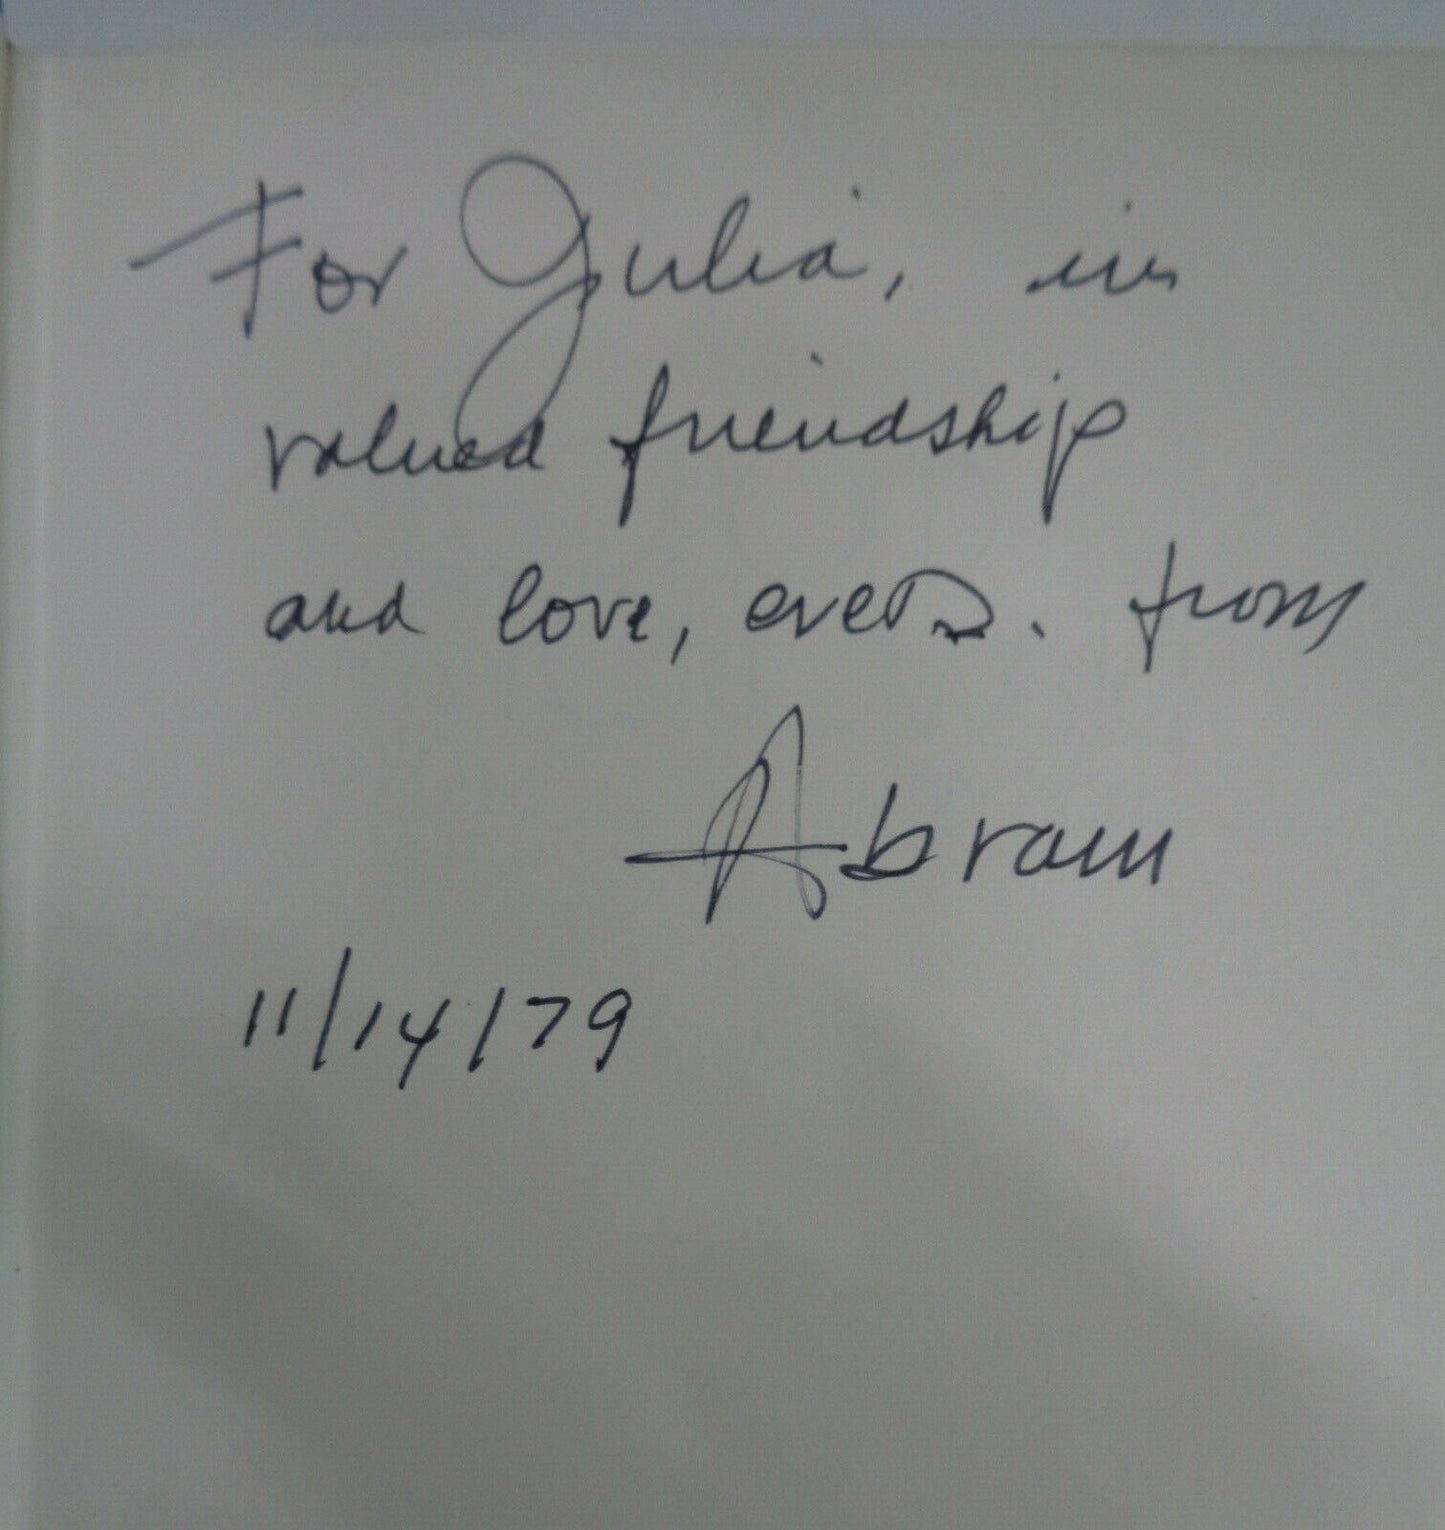 For Julia, in
valued friendship
and love, ever. from
Abram
11/14/79